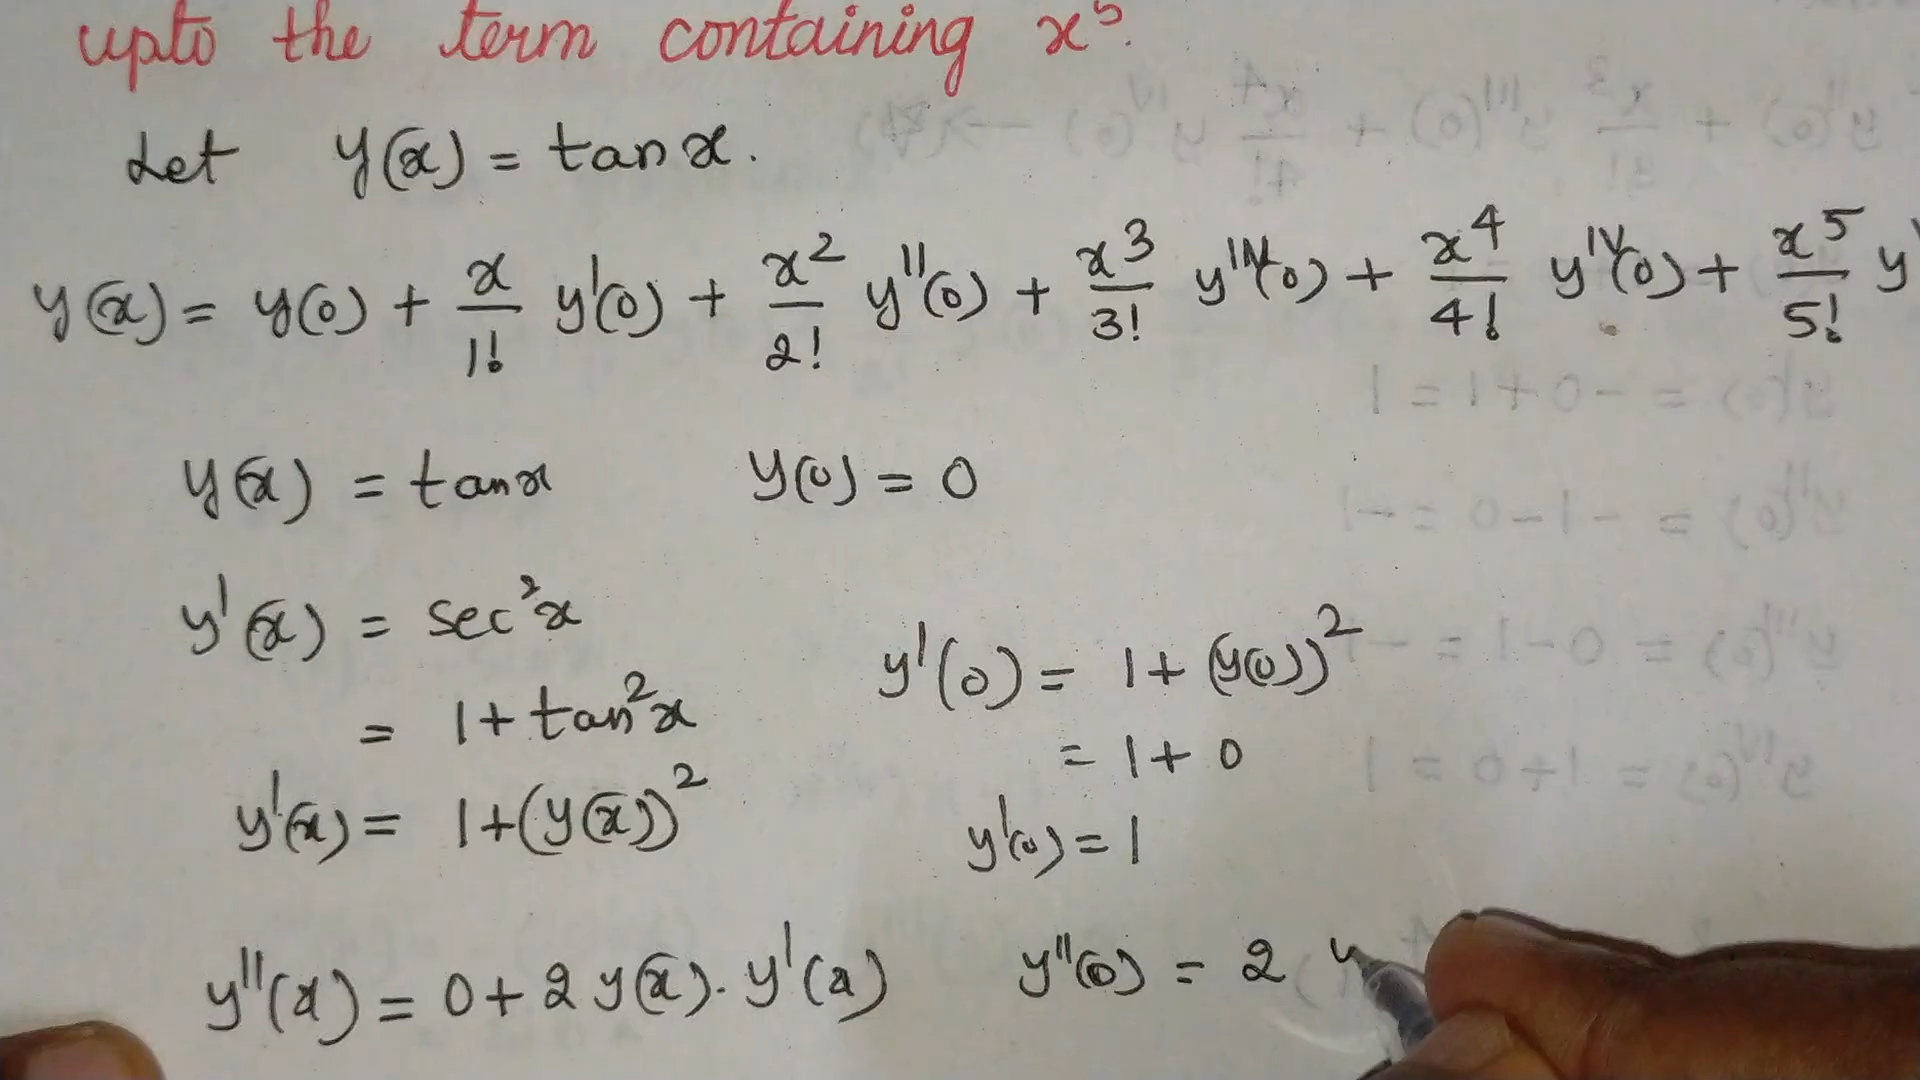 upto the term containing x⁵.
Let y(x) = tan x.
y(x) = y(0) + x/1! y'(0) + x²/2! y''(0) + x³/3! y'''(0) + x⁴/4! y'ⱽ(0) + x⁵/5! y
y(x) = tan x y(0) = 0
y'(x) = sec²x
y'(0) = 1 + (y(0))²
= 1 + tan²x
= 1 + 0
y'(x) = 1 + (y(x))²
y'(0) = 1
y''(x) = 0 + 2 y(x). y'(x) y''(0) = 2 y